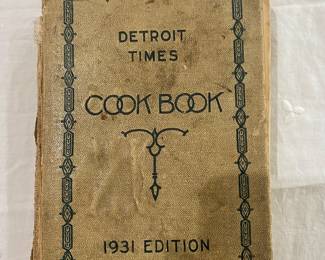 DETROIT
TIMES
COOK BOOK
1931 EDITION